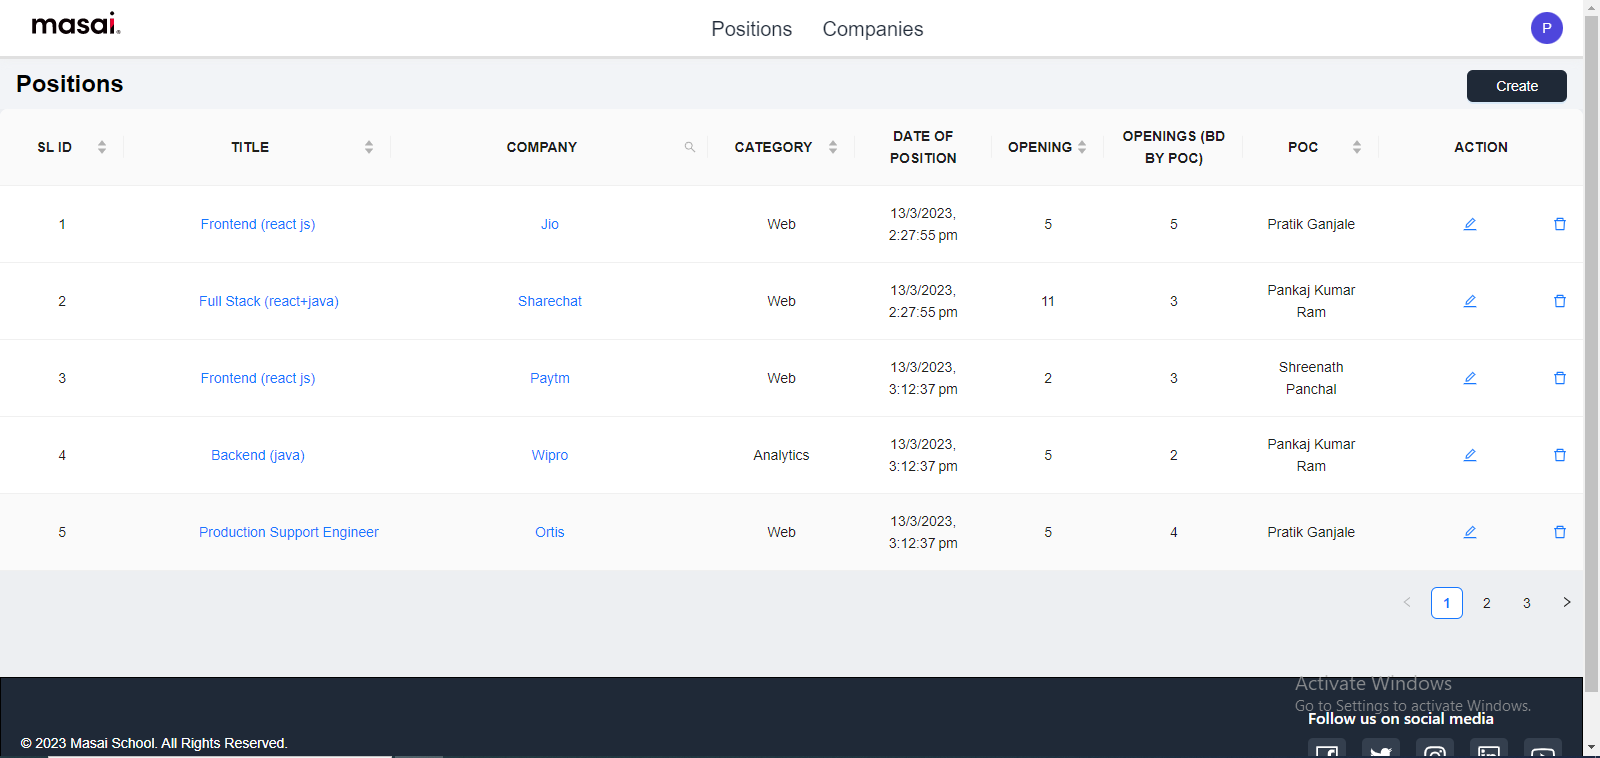 masai.
Positions Companies
P
Positions
Create
SL ID TITLE COMPANY CATEGORY DATE OF POSITION OPENING OPENINGS (BD BY POC) POC ACTION
1 Frontend (react js) Jio Web 13/3/2023, 2:27:55 pm 5 5 Pratik Ganjale
2 Full Stack (react+java) Sharechat Web 13/3/2023, 2:27:55 pm 11 3 Pankaj Kumar Ram
3 Frontend (react js) Paytm Web 13/3/2023, 3:12:37 pm 2 3 Shreenath Panchal
4 Backend (java) Wipro Analytics 13/3/2023, 3:12:37 pm 5 2 Pankaj Kumar Ram
5 Production Support Engineer Ortis Web 13/3/2023, 3:12:37 pm 5 4 Pratik Ganjale
< 1 2 3 >
Activate Windows
Go to Settings to activate Windows.
Follow us on social media
© 2023 Masai School. All Rights Reserved.